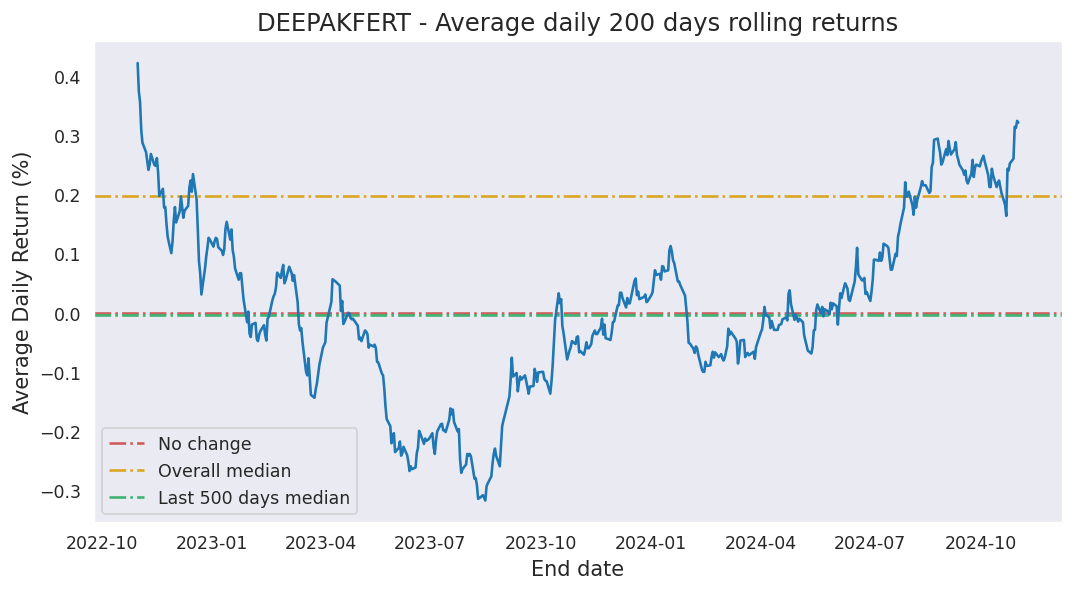 DEEPAKFERT - Average daily 200 days rolling returns
Average Daily Return (%)
0.4
0.3
0.2
0.1
0.0
−0.1
−0.2
−0.3
No change
Overall median
Last 500 days median
2022-10 2023-01 2023-04 2023-07 2023-10 2024-01 2024-04 2024-07 2024-10
End date